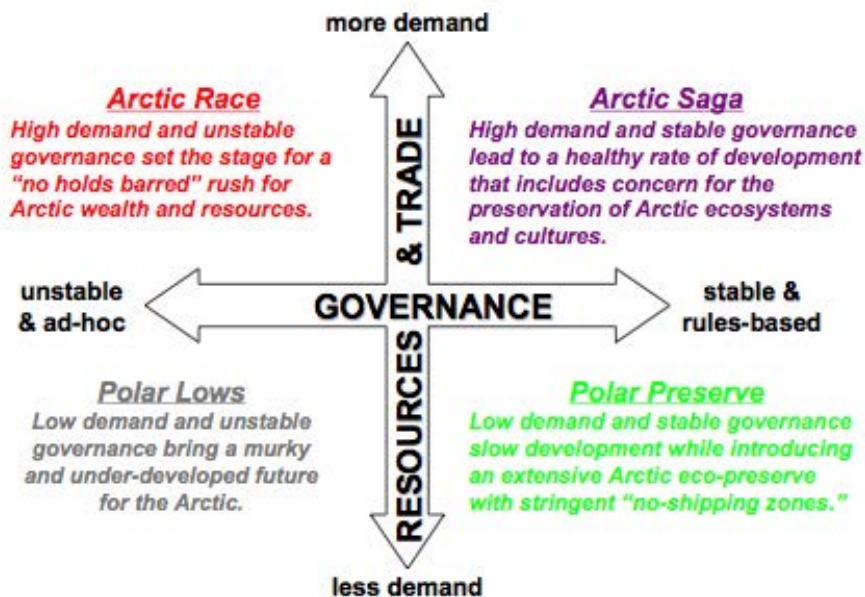 more demand
Arctic Race
High demand and unstable
governance set the stage for a
“no holds barred” rush for
Arctic wealth and resources.
Arctic Saga
High demand and stable governance
lead to a healthy rate of development
that includes concern for the
preservation of Arctic ecosystems
and cultures.
unstable
& ad-hoc
GOVERNANCE
stable &
rules-based
RESOURCES & TRADE
Polar Lows
Low demand and unstable
governance bring a murky
and under-developed future
for the Arctic.
Polar Preserve
Low demand and stable governance
slow development while introducing
an extensive Arctic eco-preserve
with stringent “no-shipping zones.”
less demand